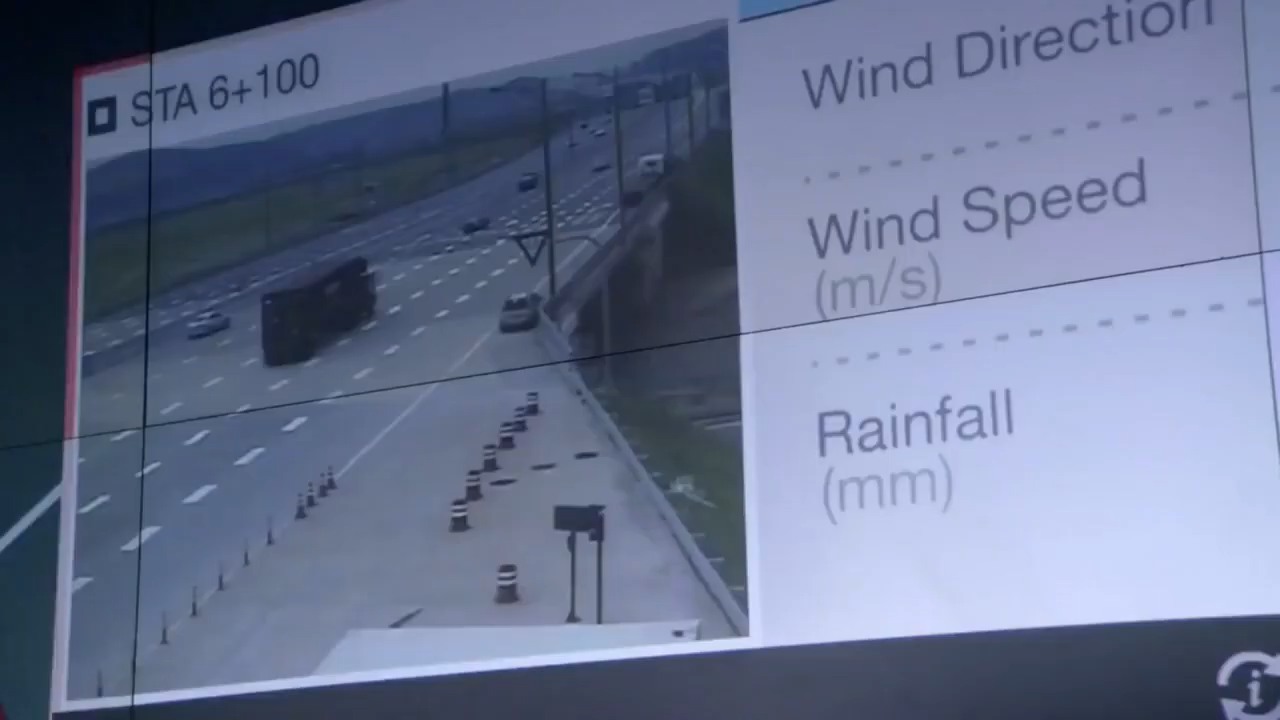 STA 6+100
Wind Direction
Wind Speed
(m/s)
Rainfall
(mm)